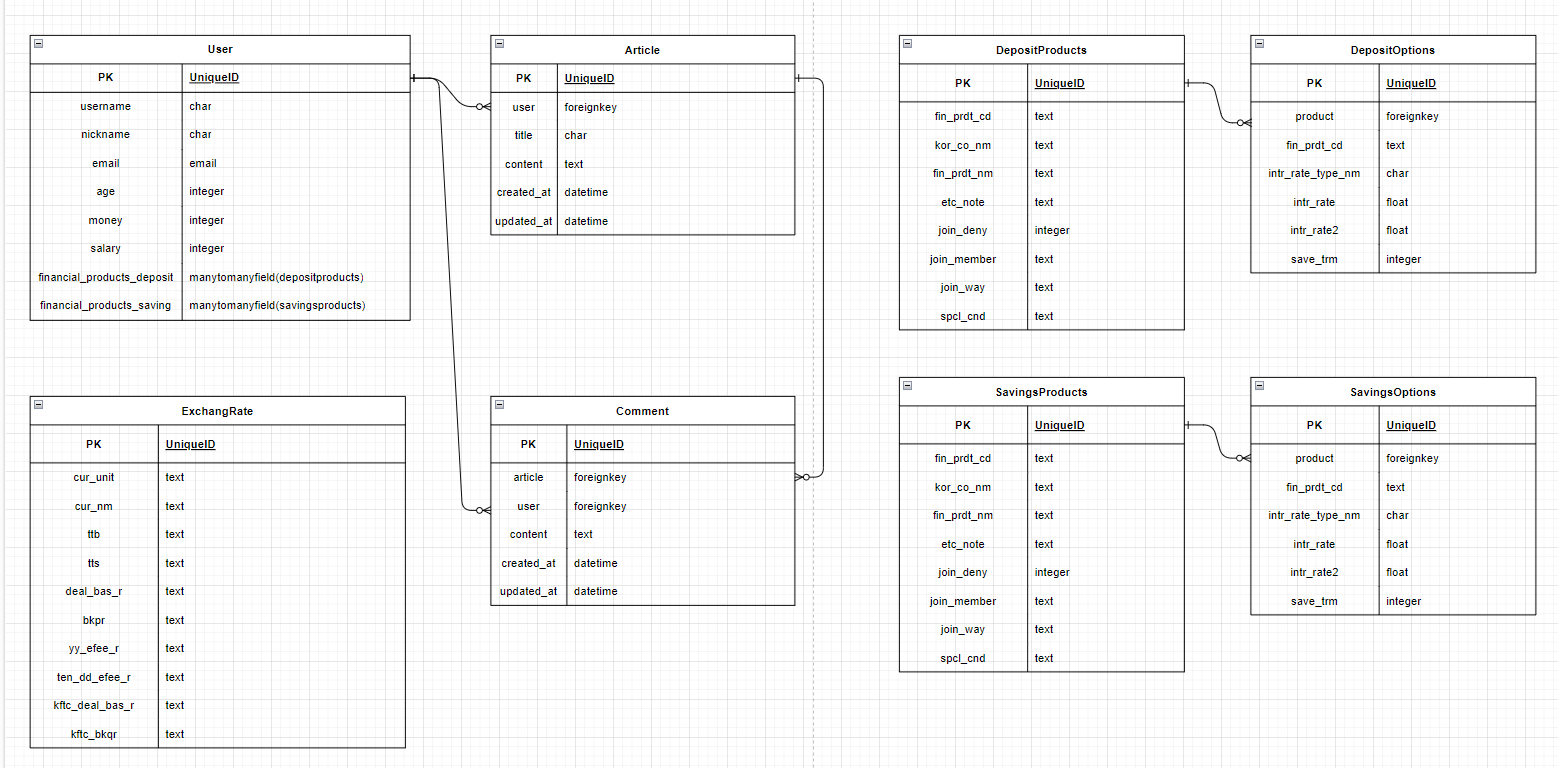 User
PK UniqueID
username char
nickname char
email email
age integer
money integer
salary integer
financial_products_deposit manytomanyfield(depositproducts)
financial_products_saving manytomanyfield(savingsproducts)
Article
PK UniqueID
user foreignkey
title char
content text
created_at datetime
updated_at datetime
DepositProducts
PK UniqueID
fin_prdt_cd text
kor_co_nm text
fin_prdt_nm text
etc_note text
join_deny integer
join_member text
join_way text
spcl_cnd text
DepositOptions
PK UniqueID
product foreignkey
fin_prdt_cd text
intr_rate_type_nm char
intr_rate float
intr_rate2 float
save_trm integer
ExchangRate
PK UniqueID
cur_unit text
cur_nm text
ttb text
tts text
deal_bas_r text
bkpr text
yy_efee_r text
ten_dd_efee_r text
kftc_deal_bas_r text
kftc_bkqr text
Comment
PK UniqueID
article foreignkey
user foreignkey
content text
created_at datetime
updated_at datetime
SavingsProducts
PK UniqueID
fin_prdt_cd text
kor_co_nm text
fin_prdt_nm text
etc_note text
join_deny integer
join_member text
join_way text
spcl_cnd text
SavingsOptions
PK UniqueID
product foreignkey
fin_prdt_cd text
intr_rate_type_nm char
intr_rate float
intr_rate2 float
save_trm integer